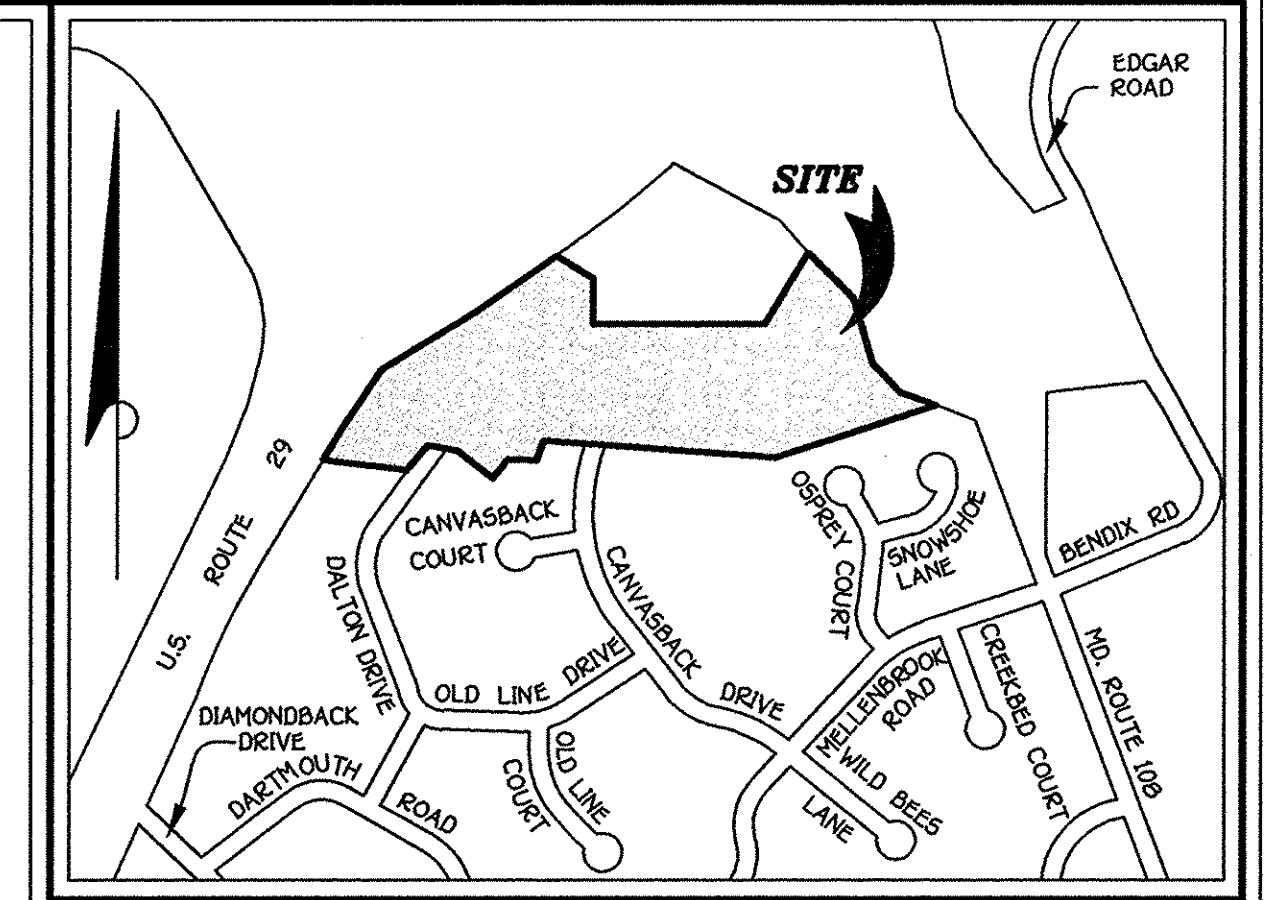 EDGAR
ROAD
SITE
U.S. ROUTE 29
CANVASBACK
COURT
OSPREY COURT
SNOWSHOE
LANE
BENDIX RD
DALTON DRIVE
CANVASBACK DRIVE
OLD LINE DRIVE
MELLENBROOK
ROAD
CREEKBED COURT
MD. ROUTE 108
DIAMONDBACK
DRIVE
DARTMOUTH ROAD
OLD LINE
COURT
WILD BEES
LANE